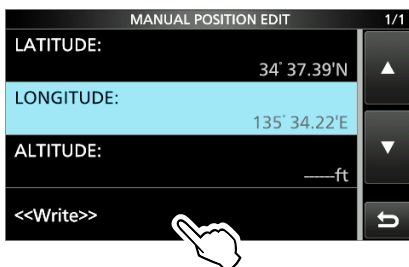 MANUAL POSITION EDIT 1/1
LATITUDE:
34° 37.39'N
LONGITUDE:
135° 34.22'E
ALTITUDE:
-----ft
<<Write>>